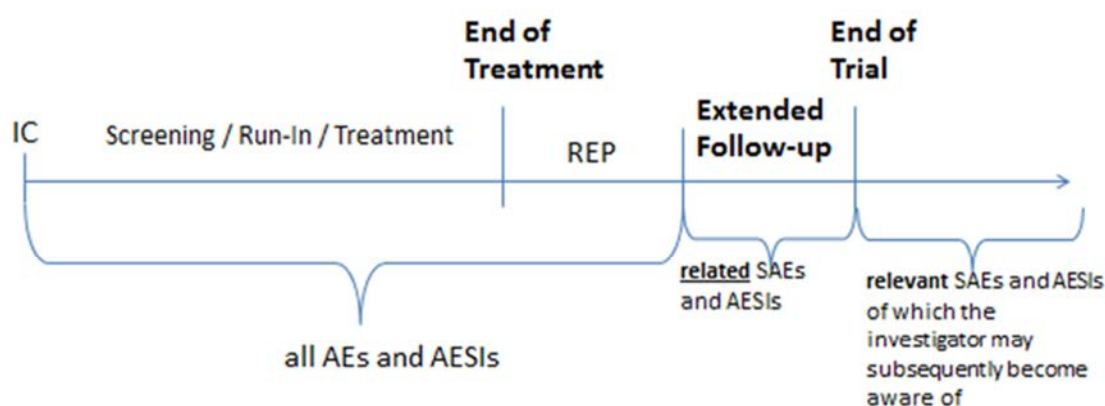 End of
Treatment
End of
Trial
IC
Screening / Run-In / Treatment
REP
Extended
Follow-up
all AEs and AESIs
related SAEs
and AESIs
relevant SAEs and AESIs
of which the
investigator may
subsequently become
aware of